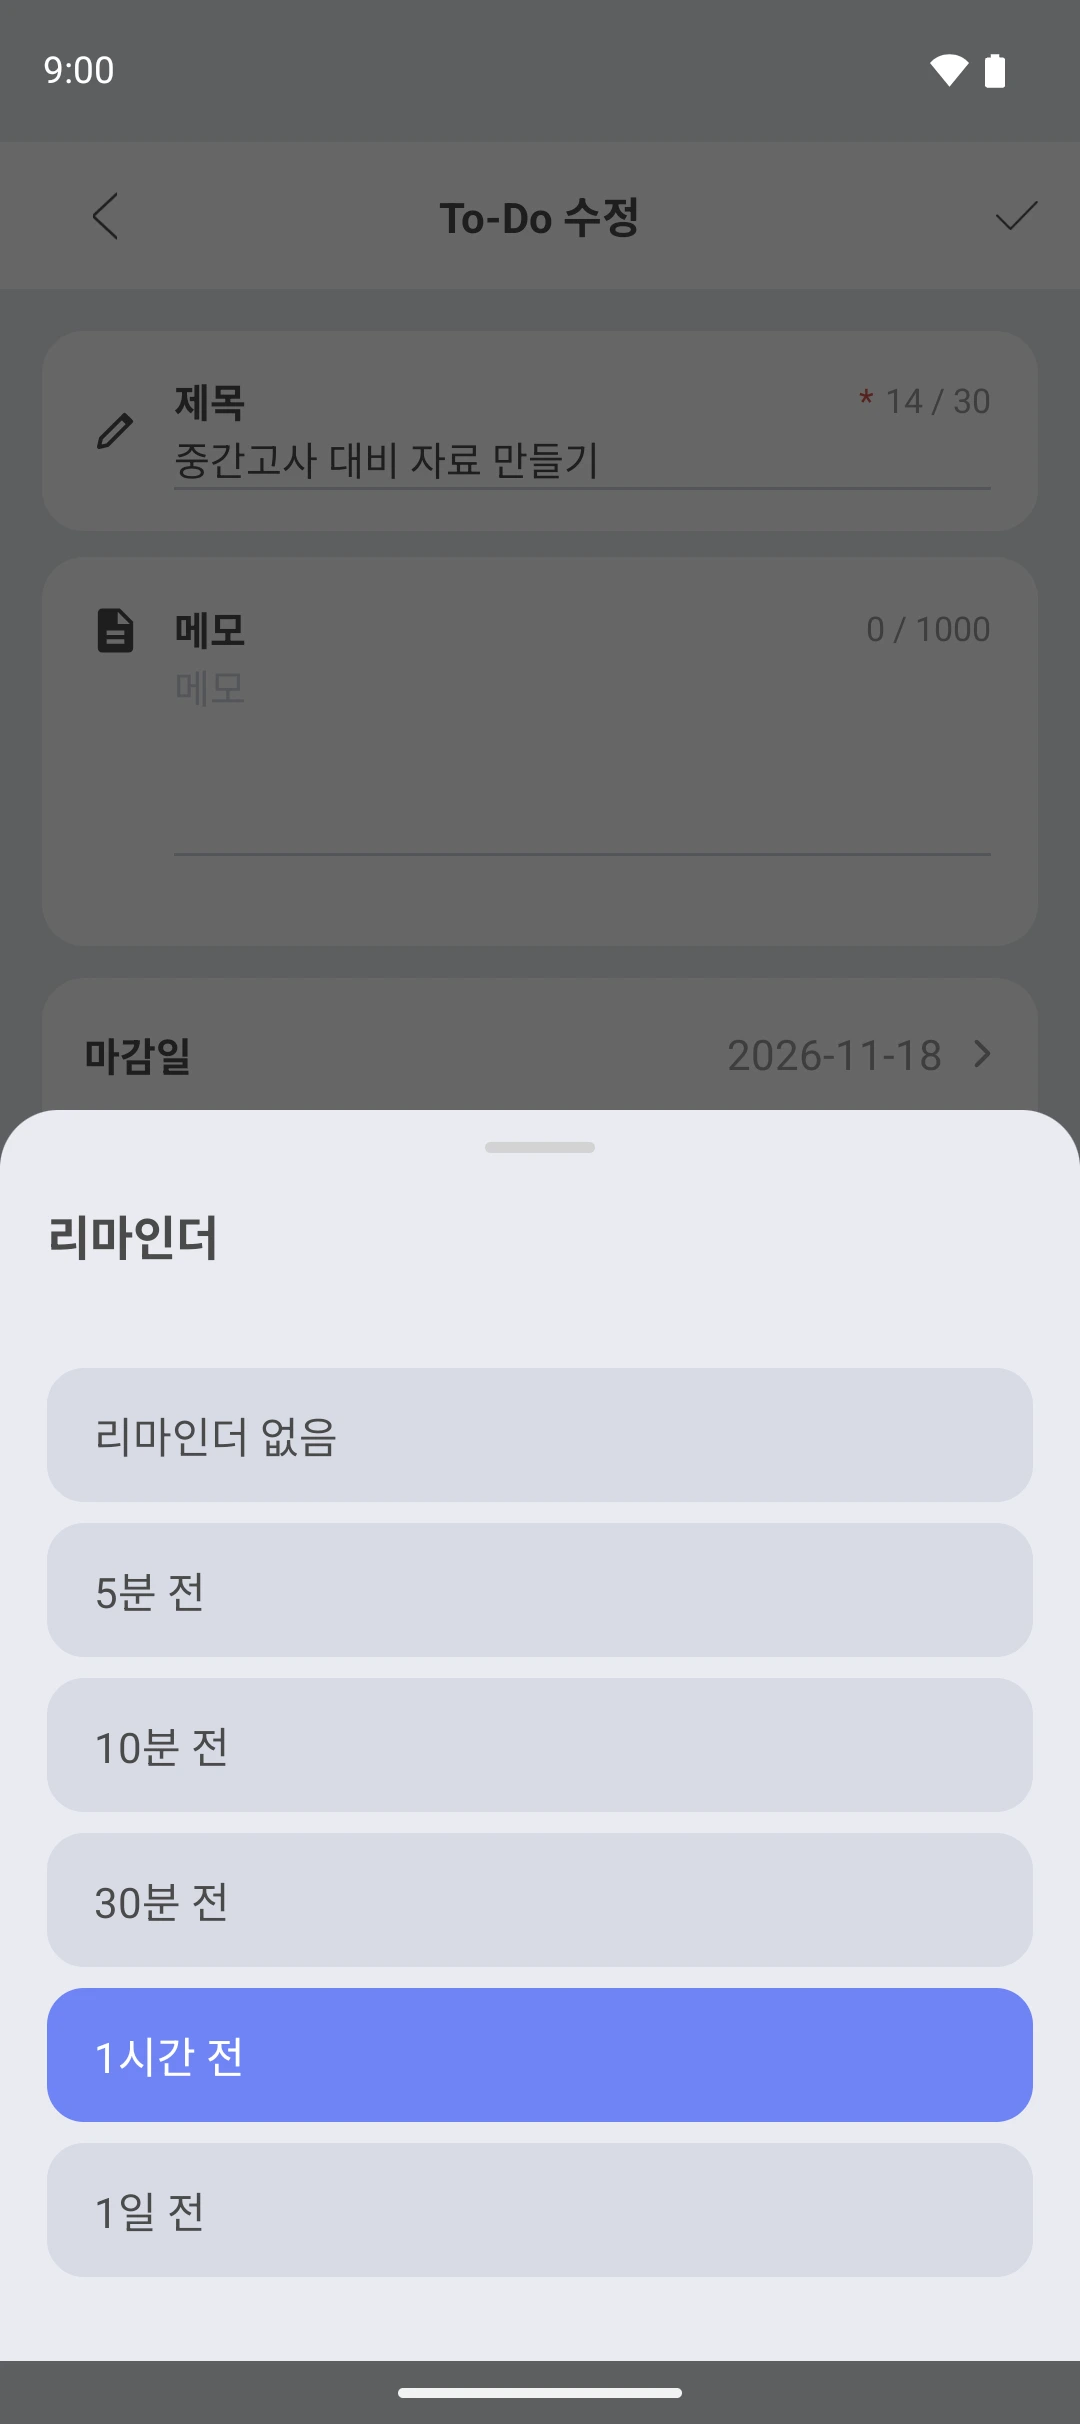 9:00
To-Do 수정
제목
* 14 / 30
중간고사 대비 자료 만들기
메모
0 / 1000
메모
마감일
2026-11-18
리마인더
리마인더 없음
5분 전
10분 전
30분 전
1시간 전
1일 전